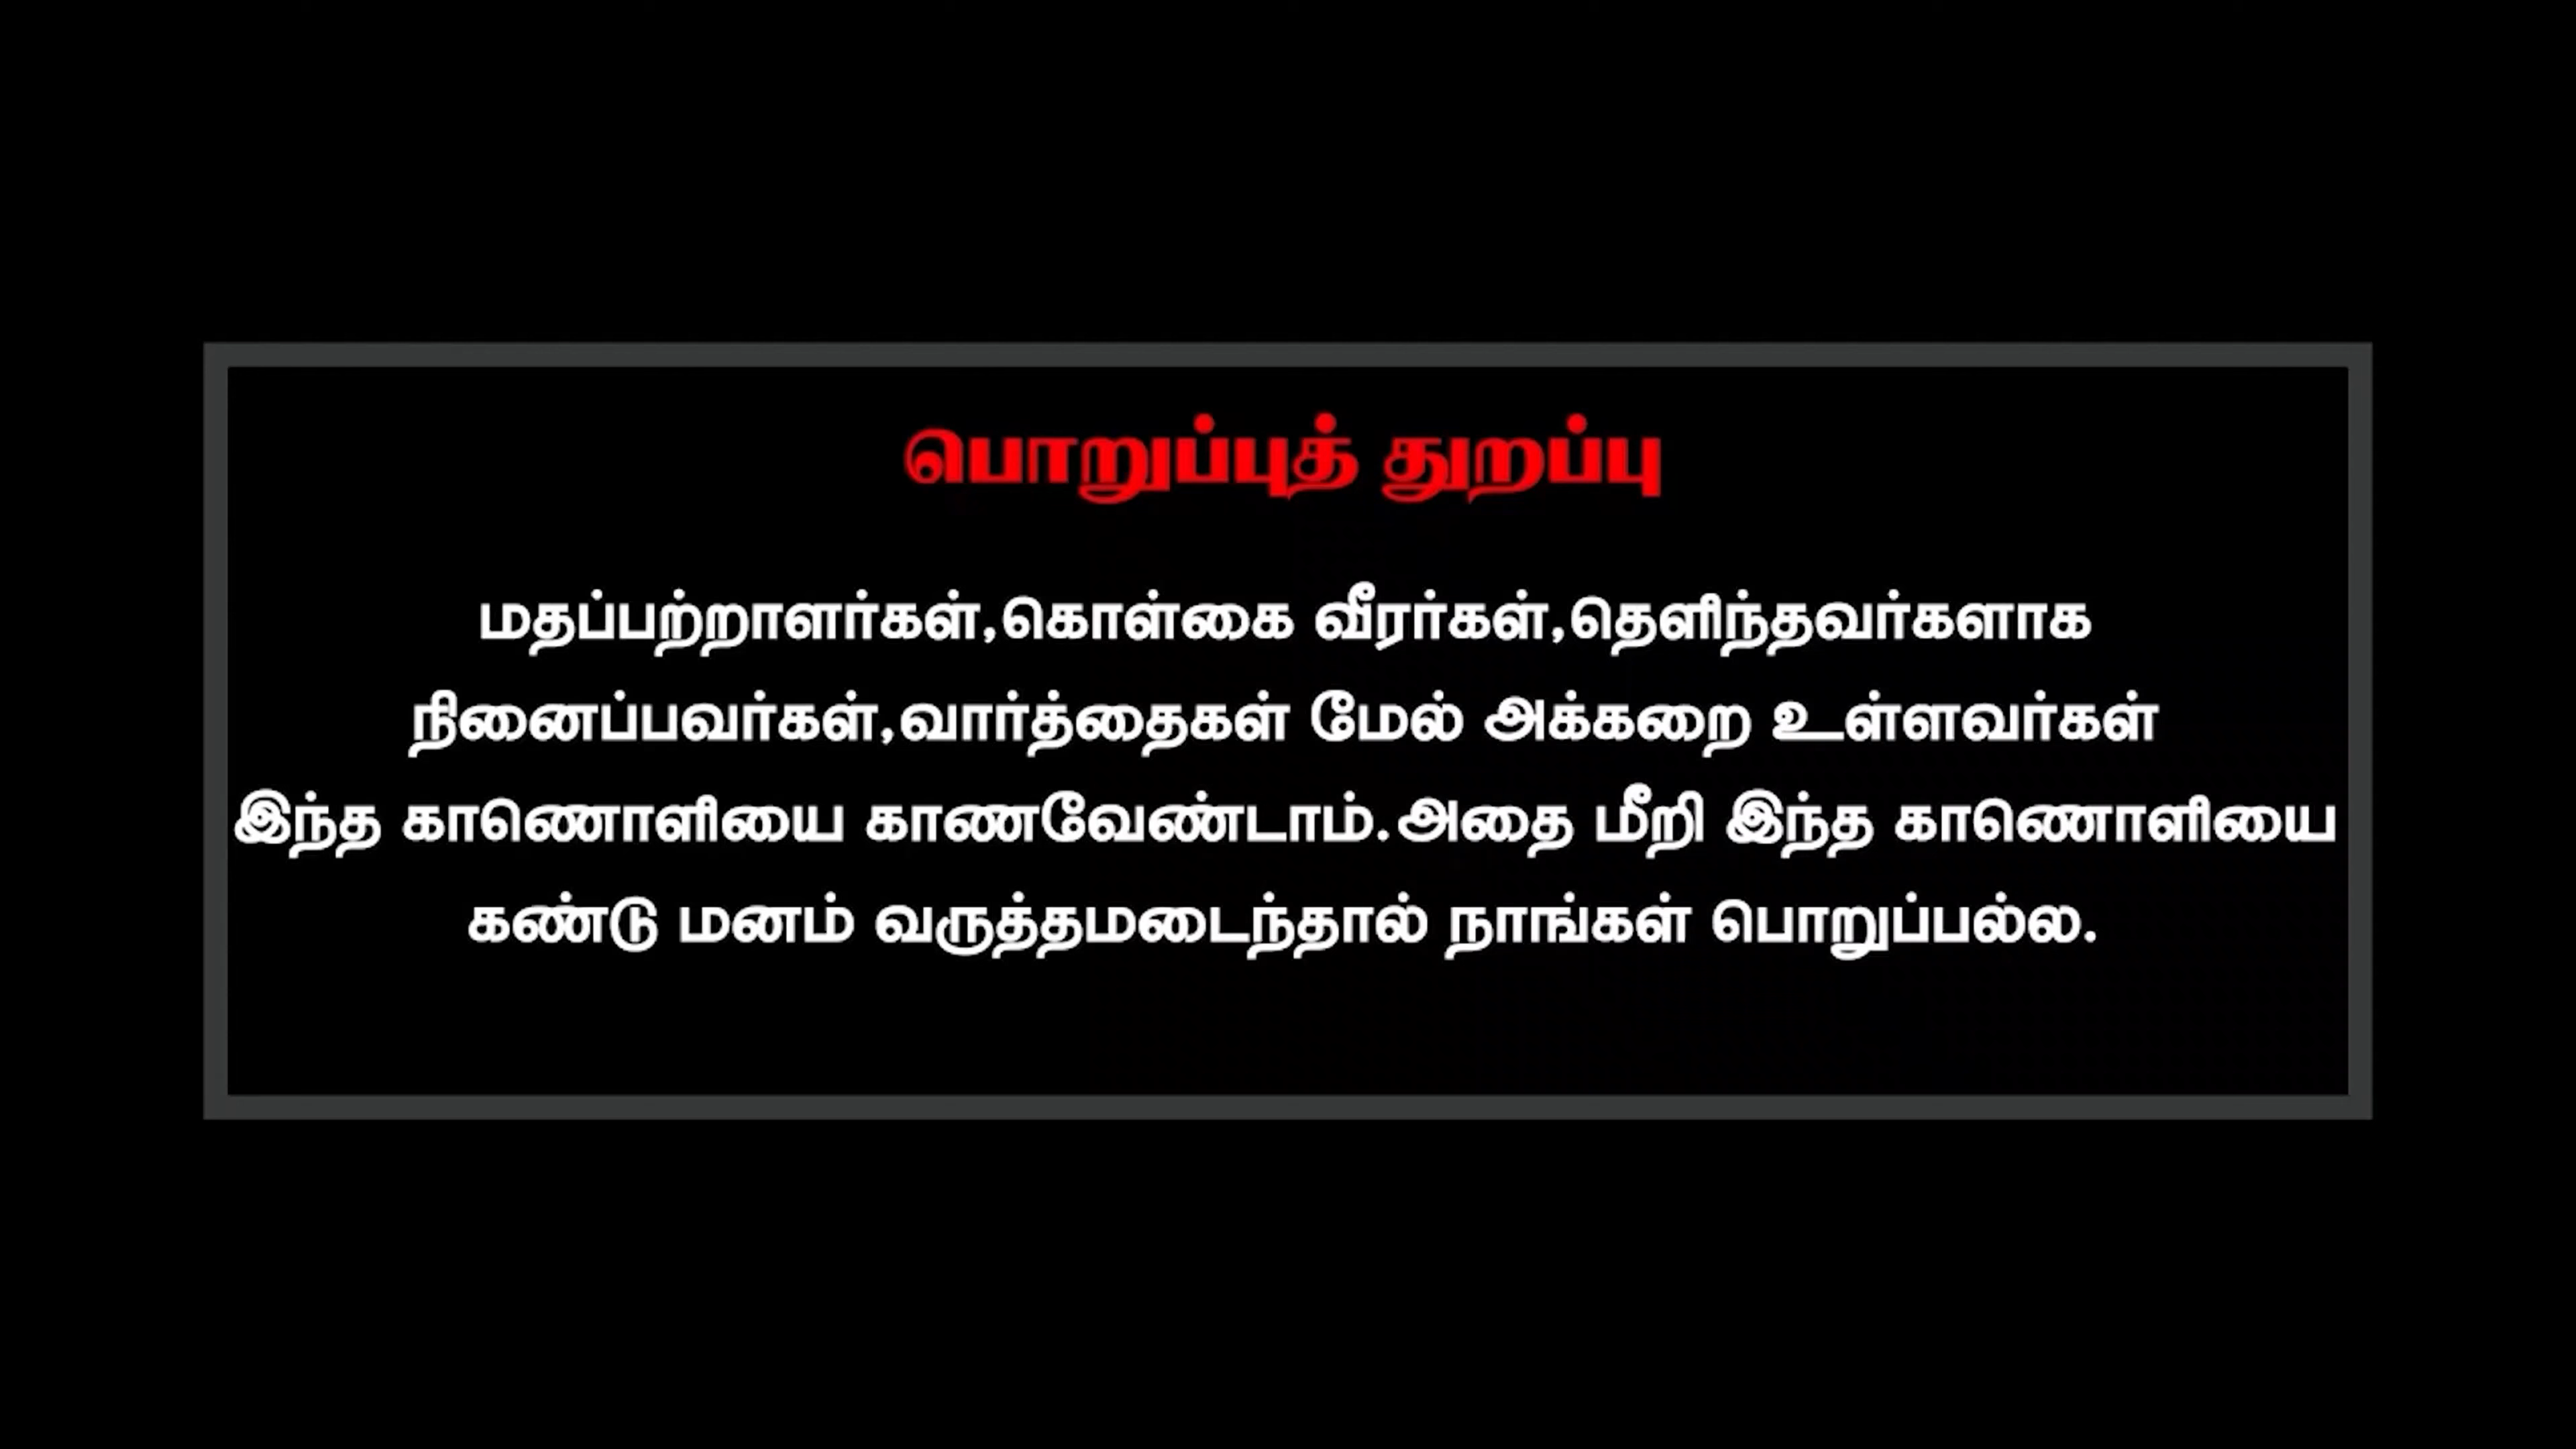 பொறுப்புத் துறப்பு
மதப்பற்றாளர்கள்,கொள்கை வீரர்கள்,தெளிந்தவர்களாக
நினைப்பவர்கள்,வார்த்தைகள் மேல் அக்கறை உள்ளவர்கள்
இந்த காணொளியை காணவேண்டாம்.அதை மீறி இந்த காணொளியை
கண்டு மனம் வருத்தமடைந்தால் நாங்கள் பொறுப்பல்ல.